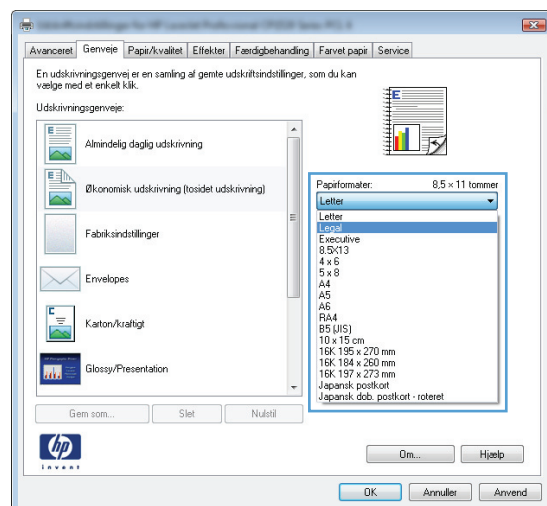 Avanceret Genveje Papir/kvalitet Effekter Færdigbehandling Farvet papir Service
En udskrivningsgenvej er en samling af gemte udskriftsindstillinger, som du kan
vælge med et enkelt klik.
Udskrivningsgenveje:
Almindelig daglig udskrivning
Økonomisk udskrivning (tosidet udskrivning)
Fabriksindstillinger
Envelopes
Karton/kraftigt
Glossy/Presentation
Gem som... Slet Nulstil
Papirformater: 8,5 × 11 tommer
Letter
Letter
Legal
Executive
8.5X13
4 x 6
5 x 8
A4
A5
A6
RA4
B5 (JIS)
10 x 15 cm
16K 195 x 270 mm
16K 184 x 260 mm
16K 197 x 273 mm
Japansk postkort
Japansk dob. postkort - roteret
hp
invent
Om... Hjælp
OK Annuller Anvend